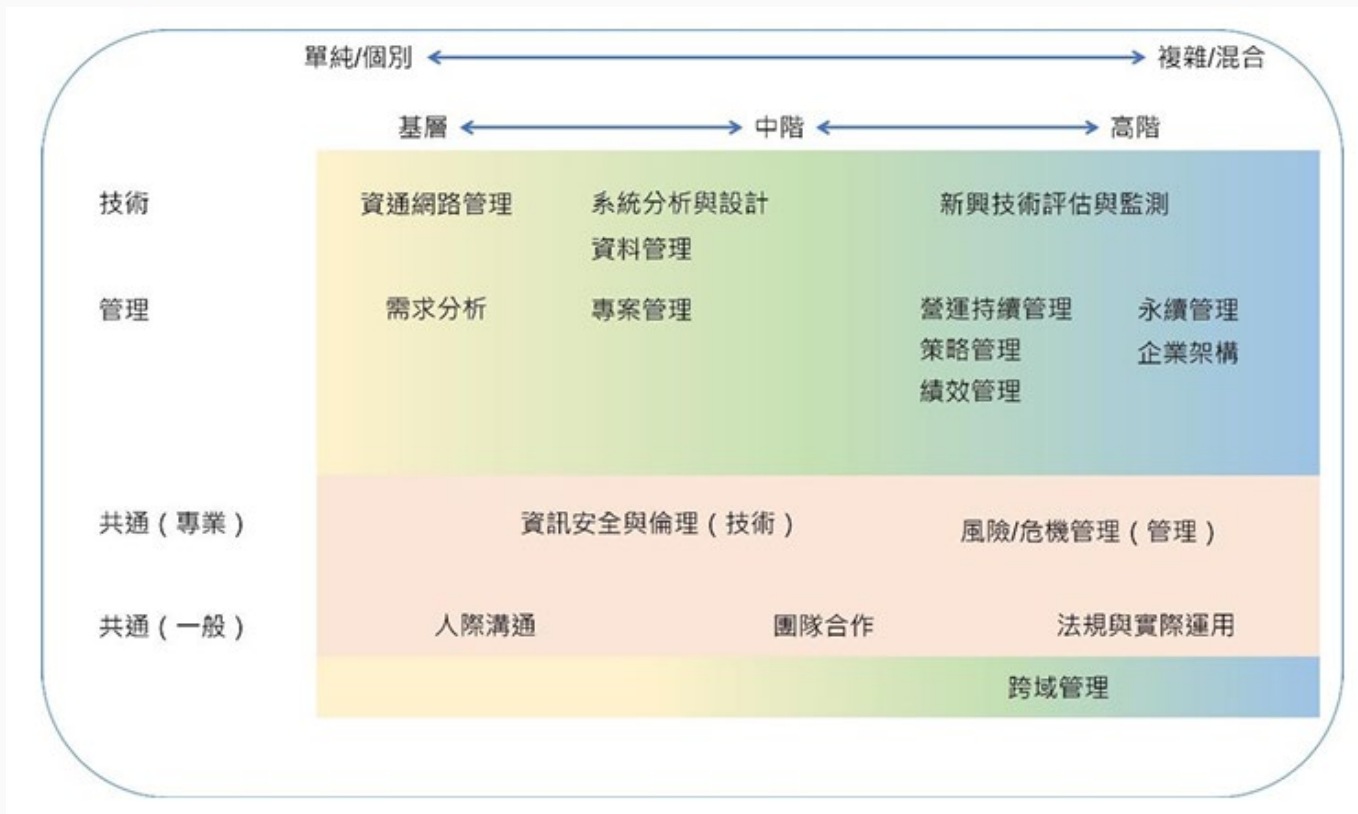 單純/個別 複雜/混合
基層 中階 高階
技術 資通網路管理 系統分析與設計 新興技術評估與監測
資料管理
管理 需求分析 專案管理 營運持續管理 永續管理
策略管理 企業架構
績效管理
共通（專業） 資訊安全與倫理（技術） 風險/危機管理（管理）
共通（一般） 人際溝通 團隊合作 法規與實際運用
跨域管理